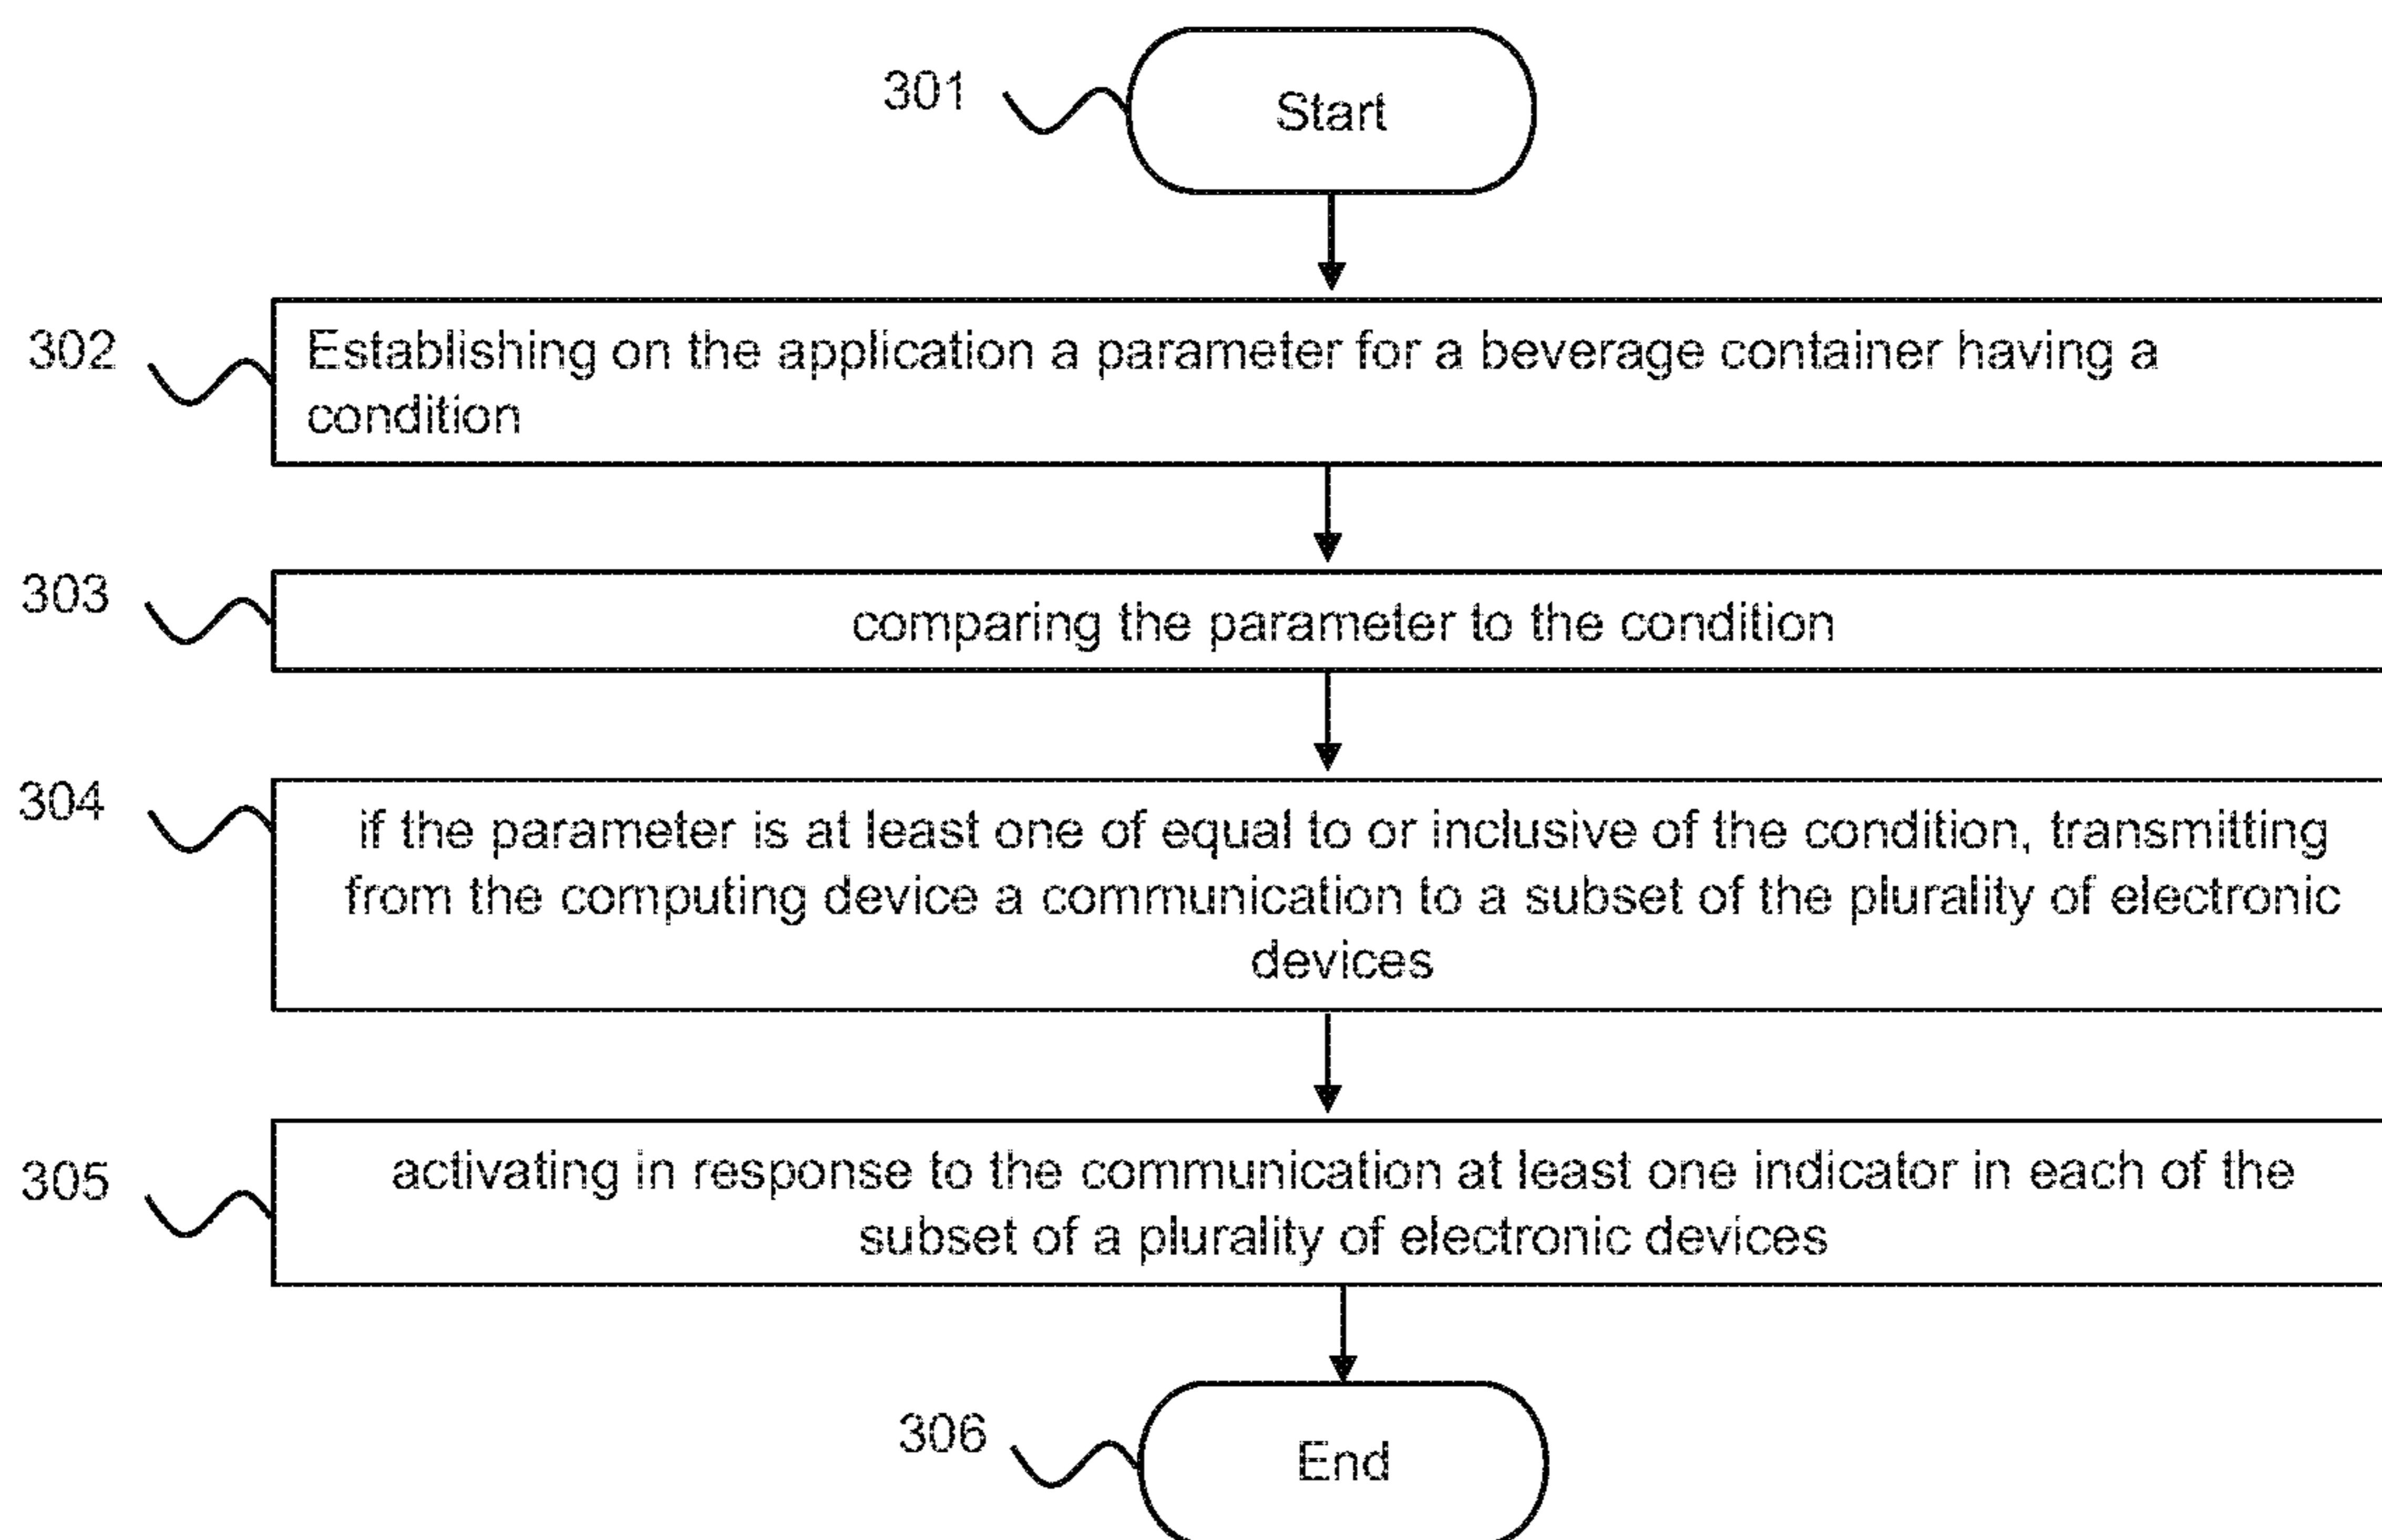 301
Start
302
Establishing on the application a parameter for a beverage container having a
condition
303
comparing the parameter to the condition
304
if the parameter is at least one of equal to or inclusive of the condition, transmitting
from the computing device a communication to a subset of the plurality of electronic
devices
305
activating in response to the communication at least one indicator in each of the
subset of a plurality of electronic devices
306
End